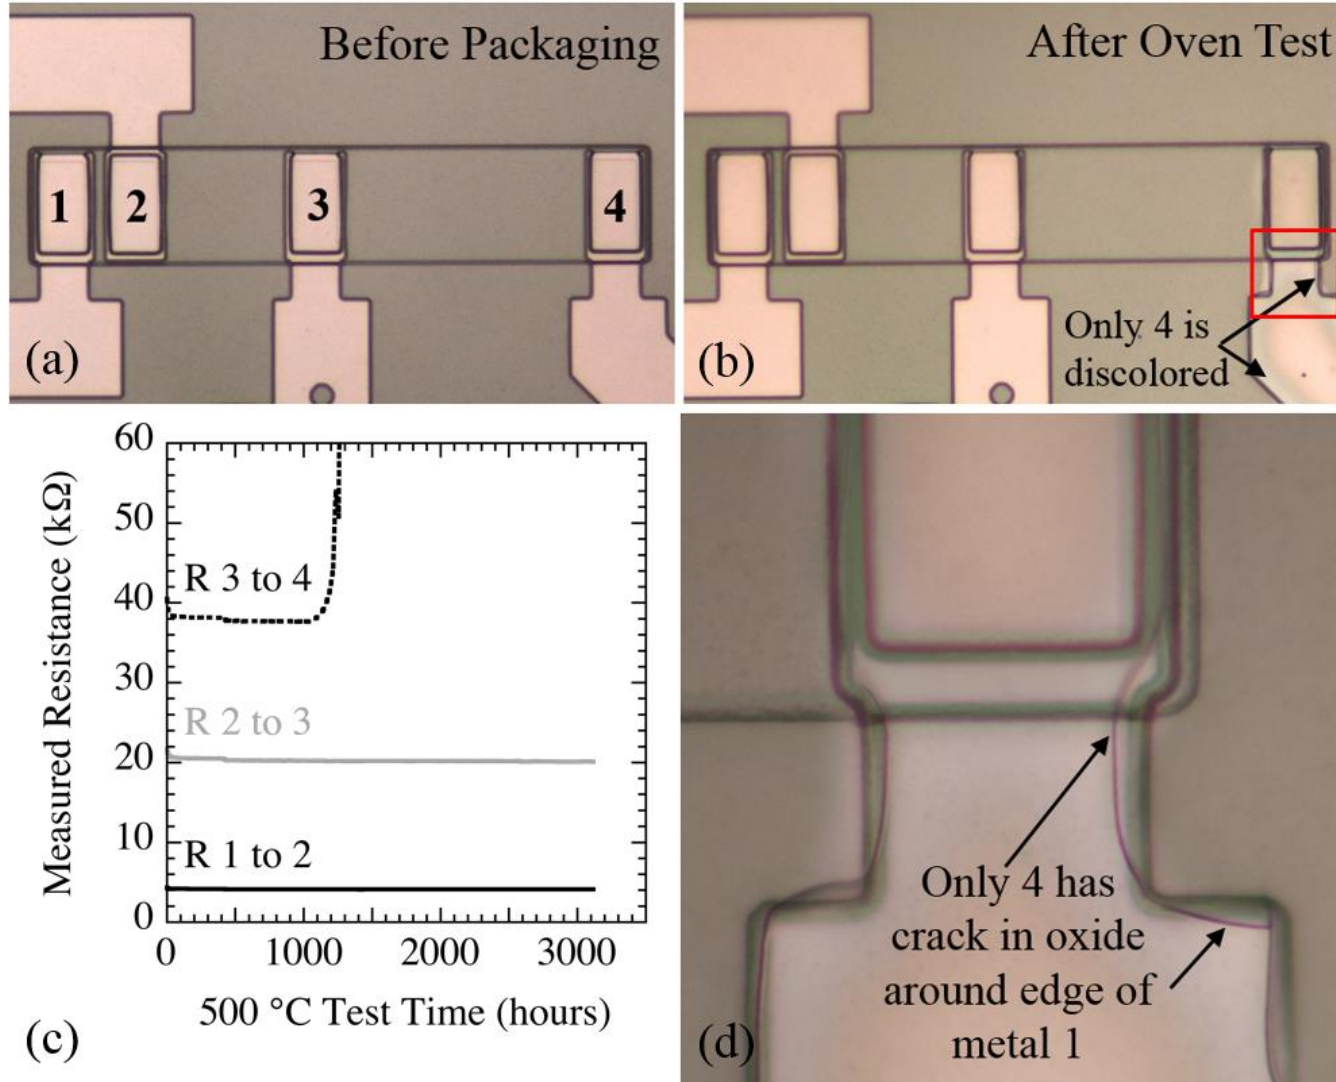 Before Packaging
1 2 3 4
(a)
After Oven Test
Only 4 is
discolored
(b)
60
50
40
30
20
10
0
Measured Resistance (kΩ)
R 3 to 4
R 2 to 3
R 1 to 2
0 1000 2000 3000
500 °C Test Time (hours)
(c)
Only 4 has
crack in oxide
around edge of
metal 1
(d)